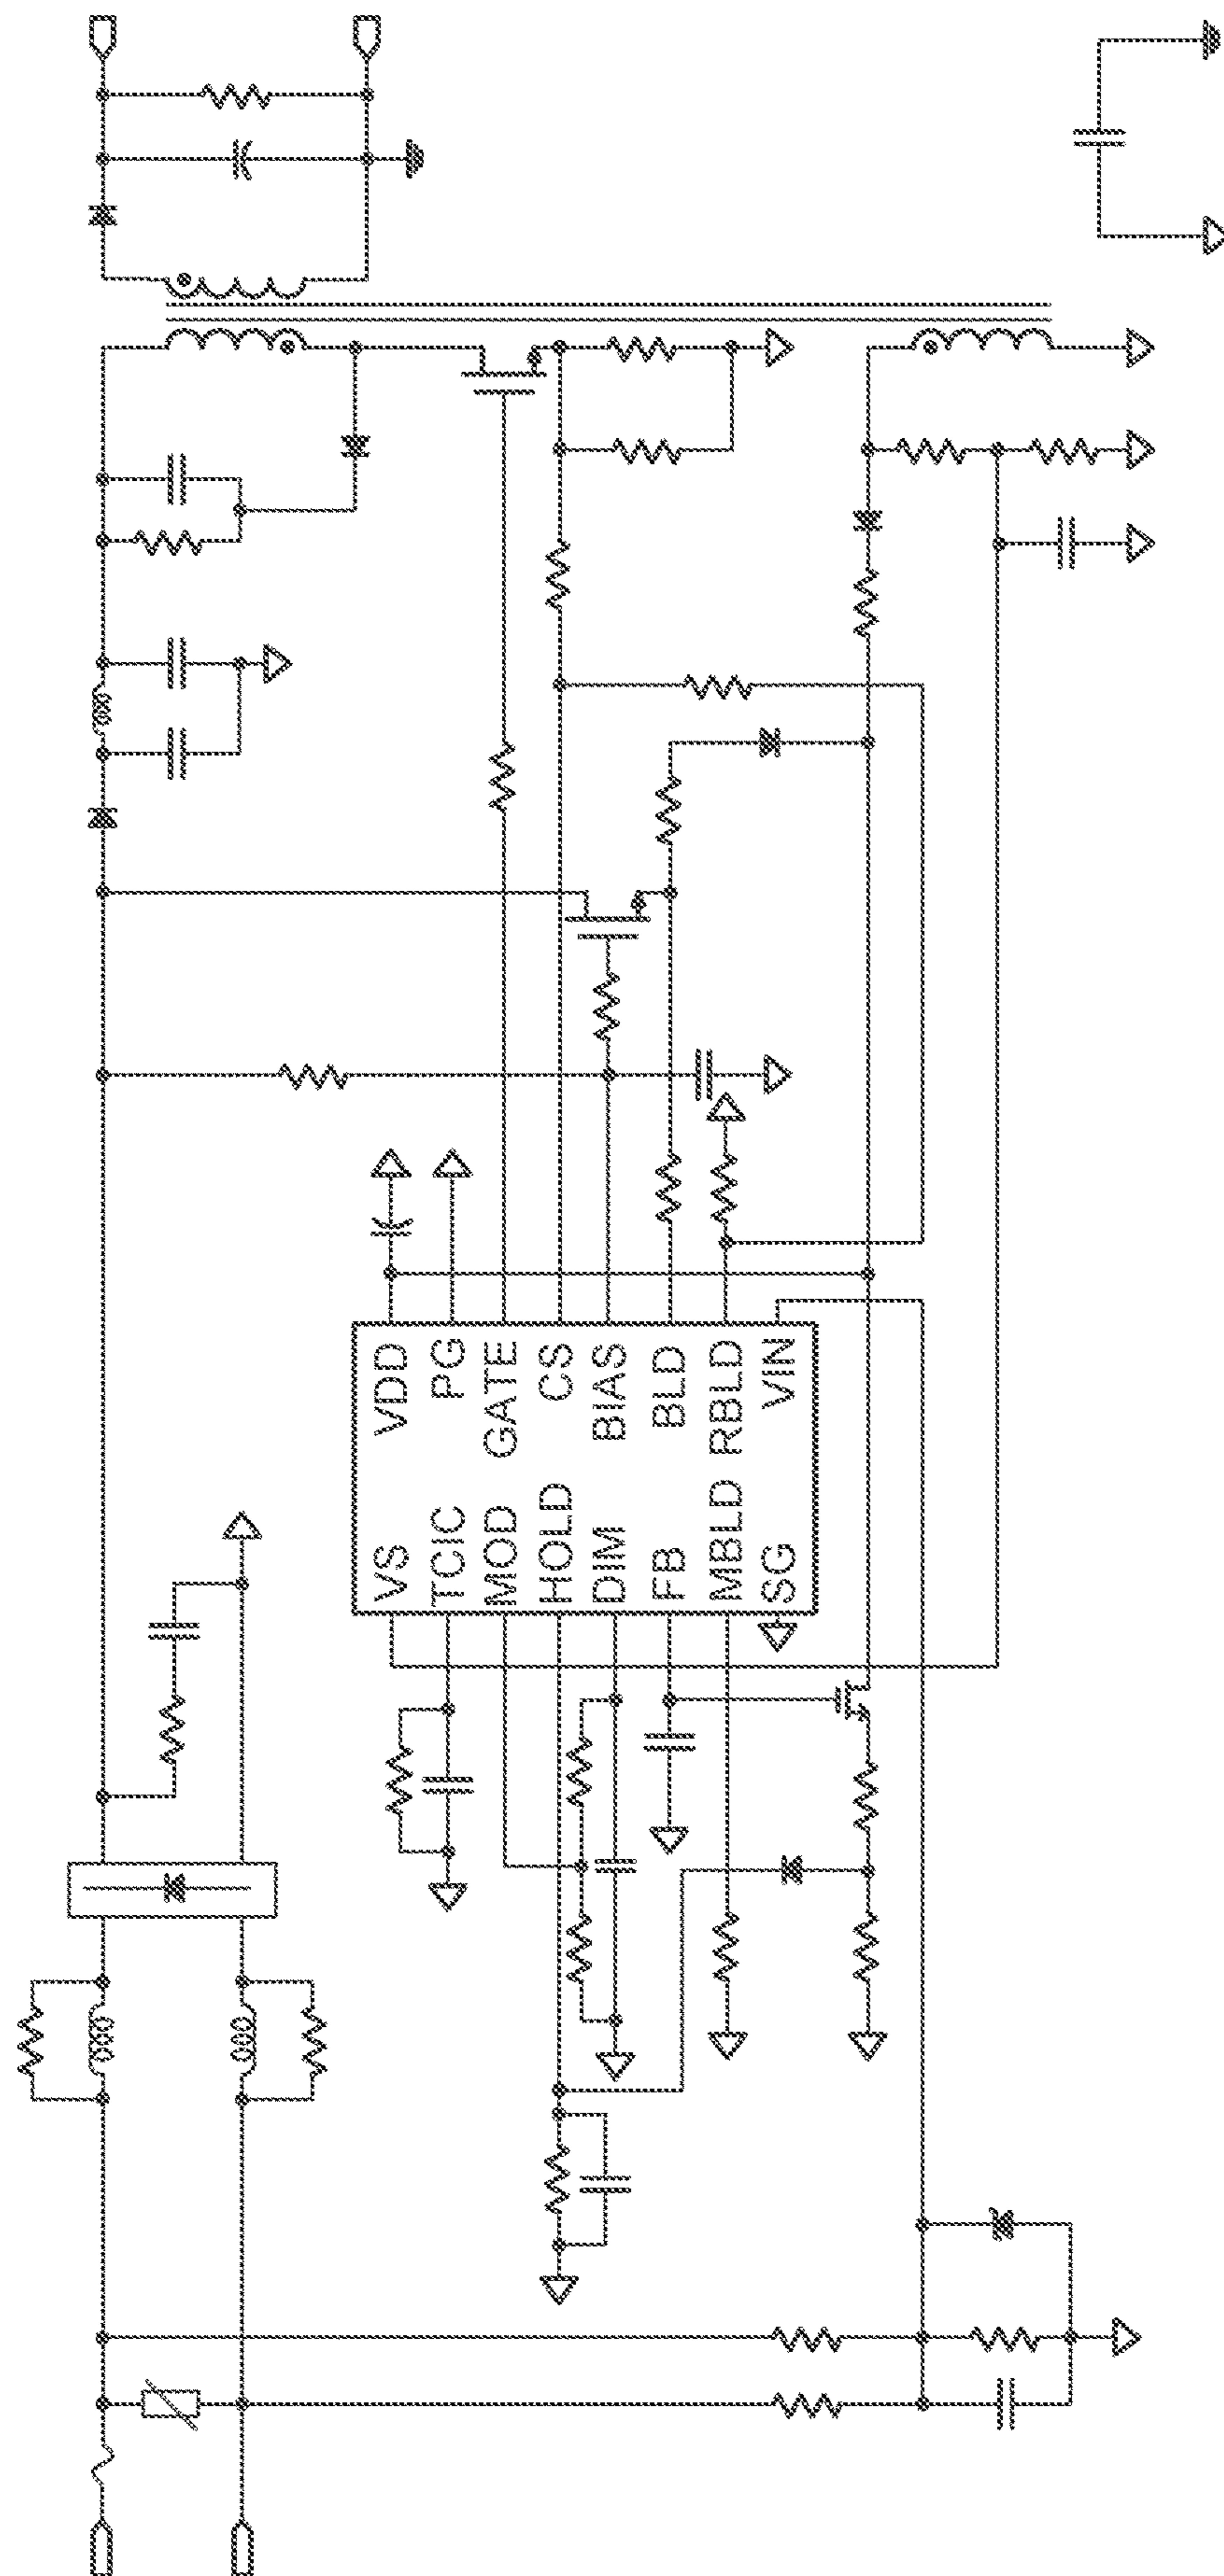 VS
TCIC
MOD
HOLD
DIM
FB
MBLD
SG
VDD
PG
GATE
CS
BIAS
BLD
RBLD
VIN